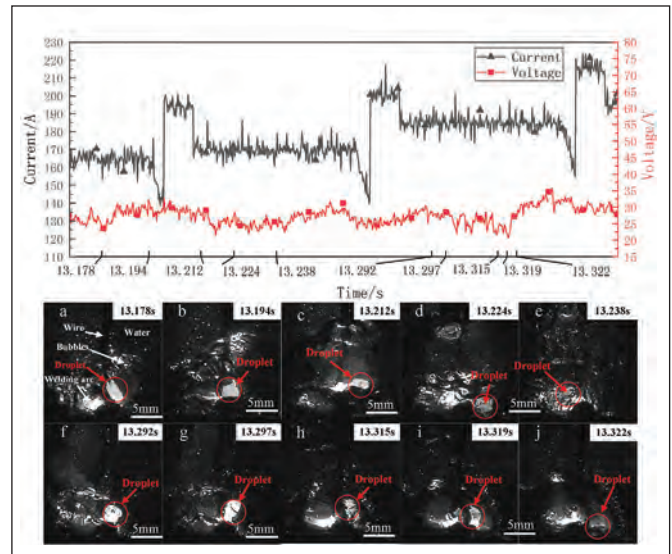 230
220
210
200
190
180
170
160
150
140
130
120
110
Current/A
Current
Voltage
80
75
70
65
60
55
50
45
40
35
30
25
20
15
Voltage/V
13.178 13.194 13.212 13.224 13.238 13.292 13.297 13.315 13.319 13.322
Time/s
a 13.178s
Wire Water
Bubbles
Droplet
Welding arc
5mm
b 13.194s
Droplet
5mm
c 13.212s
Droplet
5mm
d 13.224s
Droplet
5mm
e 13.238s
Droplet
5mm
f 13.292s
Droplet
5mm
g 13.297s
Droplet
5mm
h 13.315s
Droplet
5mm
i 13.319s
Droplet
5mm
j 13.322s
Droplet
5mm